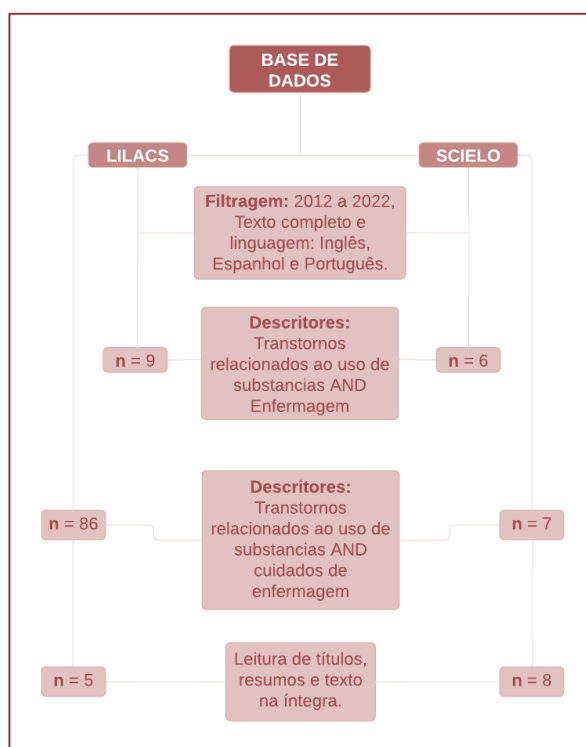 BASE DE
DADOS
LILACS
SCIELO
Filtragem: 2012 a 2022,
Texto completo e
linguagem: Inglês,
Espanhol e Português.
n = 9
Descritores:
Transtornos
relacionados ao uso de
substancias AND
Enfermagem
n = 6
n = 86
Descritores:
Transtornos
relacionados ao uso de
substancias AND
cuidados de
enfermagem
n = 7
n = 5
Leitura de títulos,
resumos e texto
na íntegra.
n = 8